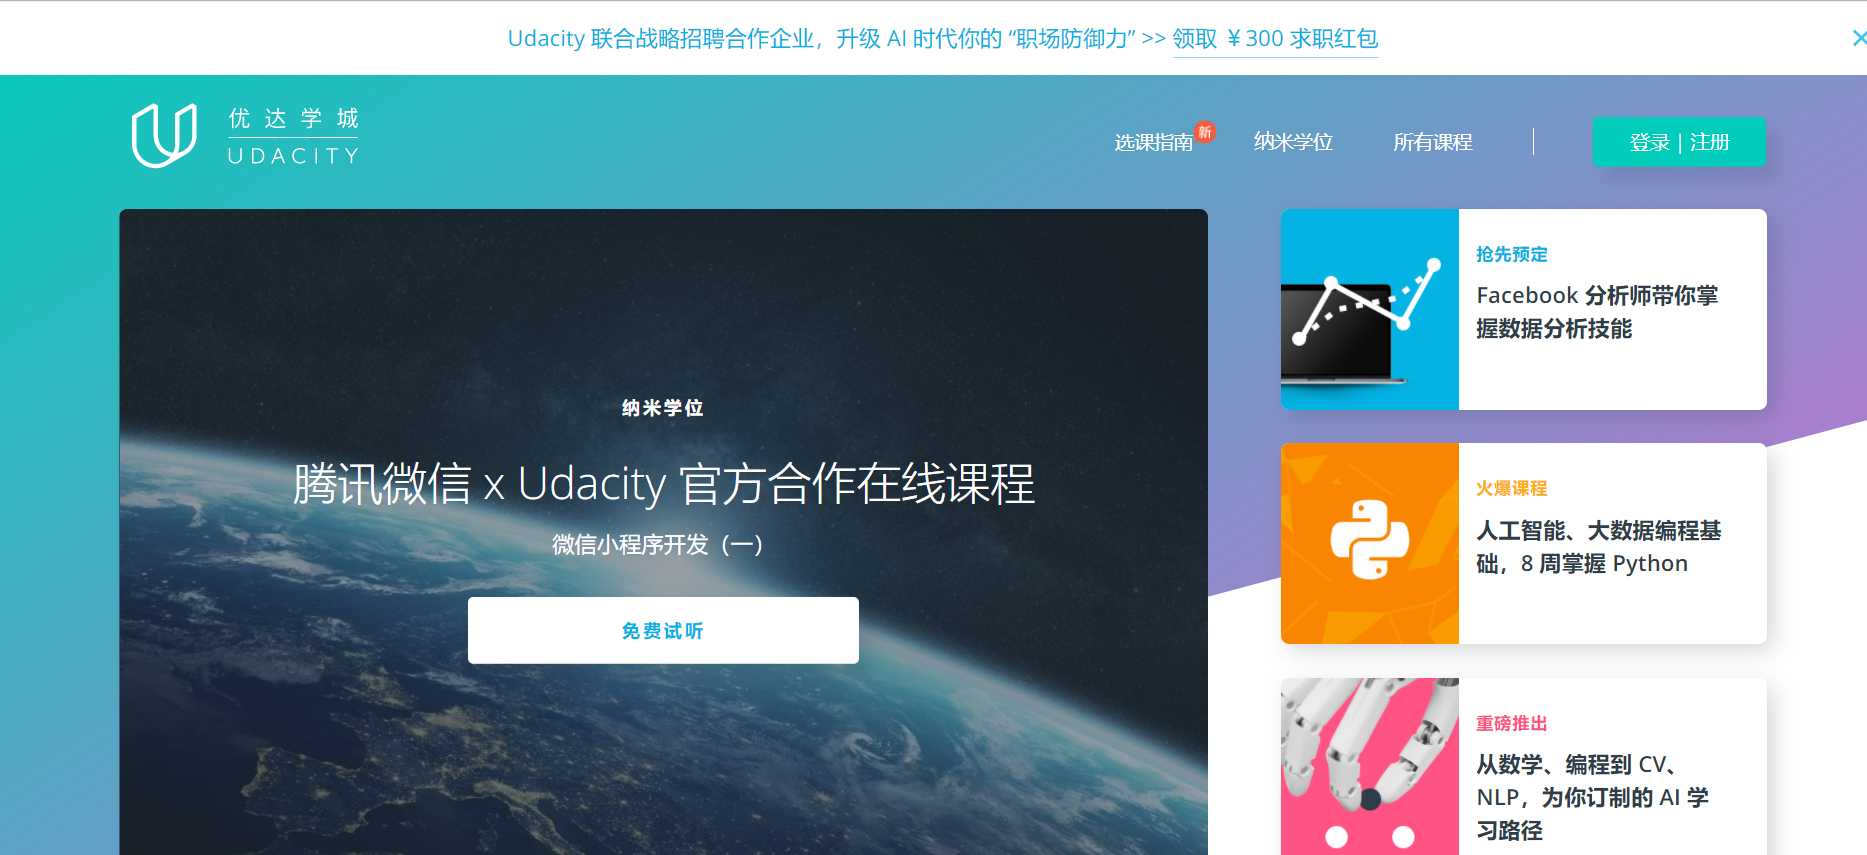 Udacity 联合战略招聘合作企业，升级 AI 时代你的 “职场防御力” >> 领取 ￥300 求职红包
优达学城
UDACITY
选课指南
新
纳米学位
所有课程
登录 | 注册
纳米学位
腾讯微信 x Udacity 官方合作在线课程
微信小程序开发（一）
免费试听
抢先预定
Facebook 分析师带你掌
握数据分析技能
火爆课程
人工智能、大数据编程基
础，8 周掌握 Python
重磅推出
从数学、编程到 CV、
NLP，为你订制的 AI 学
习路径